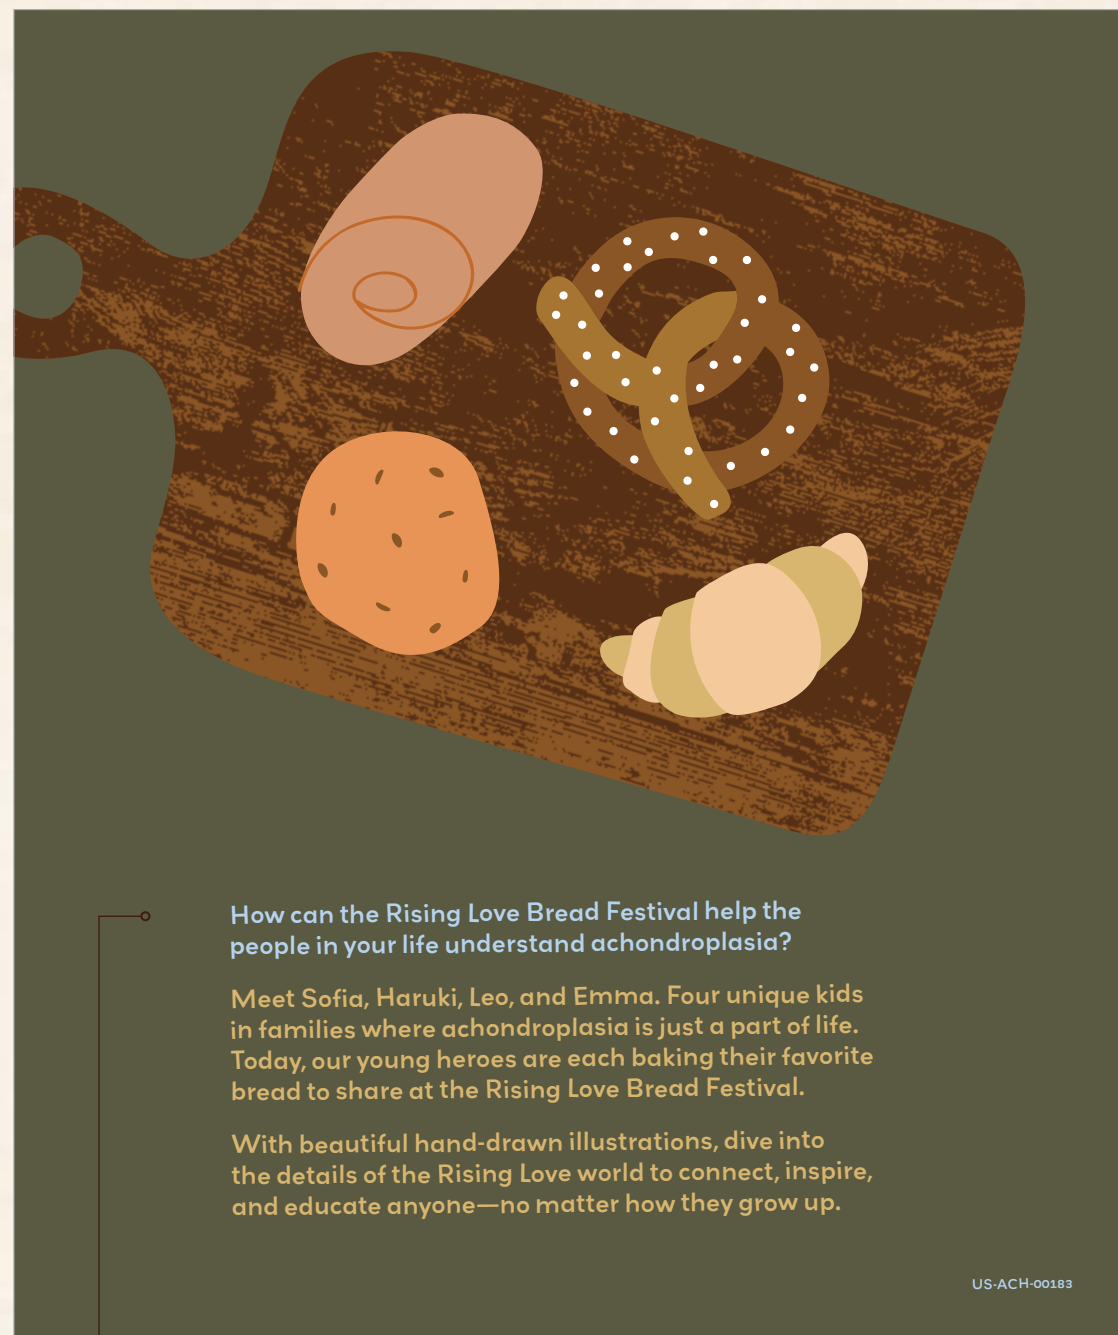 How can the Rising Love Bread Festival help the
people in your life understand achondroplasia?
Meet Sofia, Haruki, Leo, and Emma. Four unique kids
in families where achondroplasia is just a part of life.
Today, our young heroes are each baking their favorite
bread to share at the Rising Love Bread Festival.
With beautiful hand-drawn illustrations, dive into
the details of the Rising Love world to connect, inspire,
and educate anyone—no matter how they grow up.
US-ACH-00183